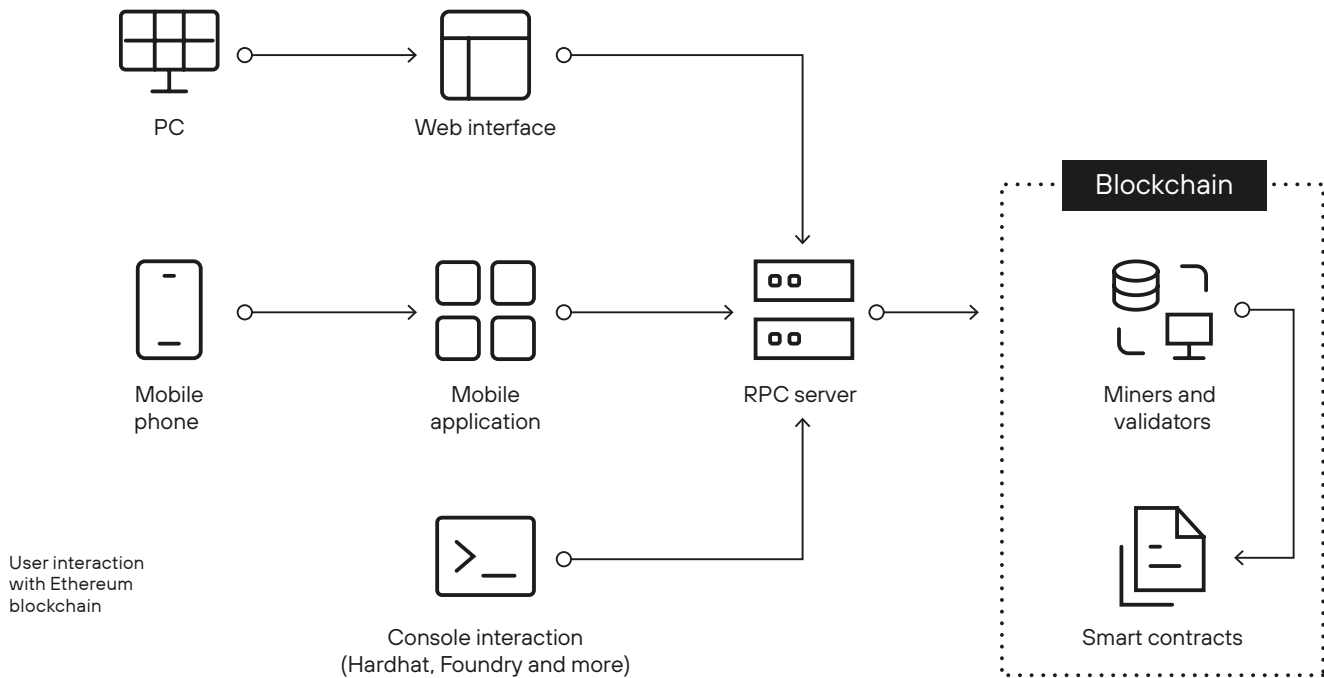 PC
Web interface
Blockchain
Mobile
phone
Mobile
application
RPC server
Miners and
validators
User interaction
with Ethereum
blockchain
Console interaction
(Hardhat, Foundry and more)
Smart contracts